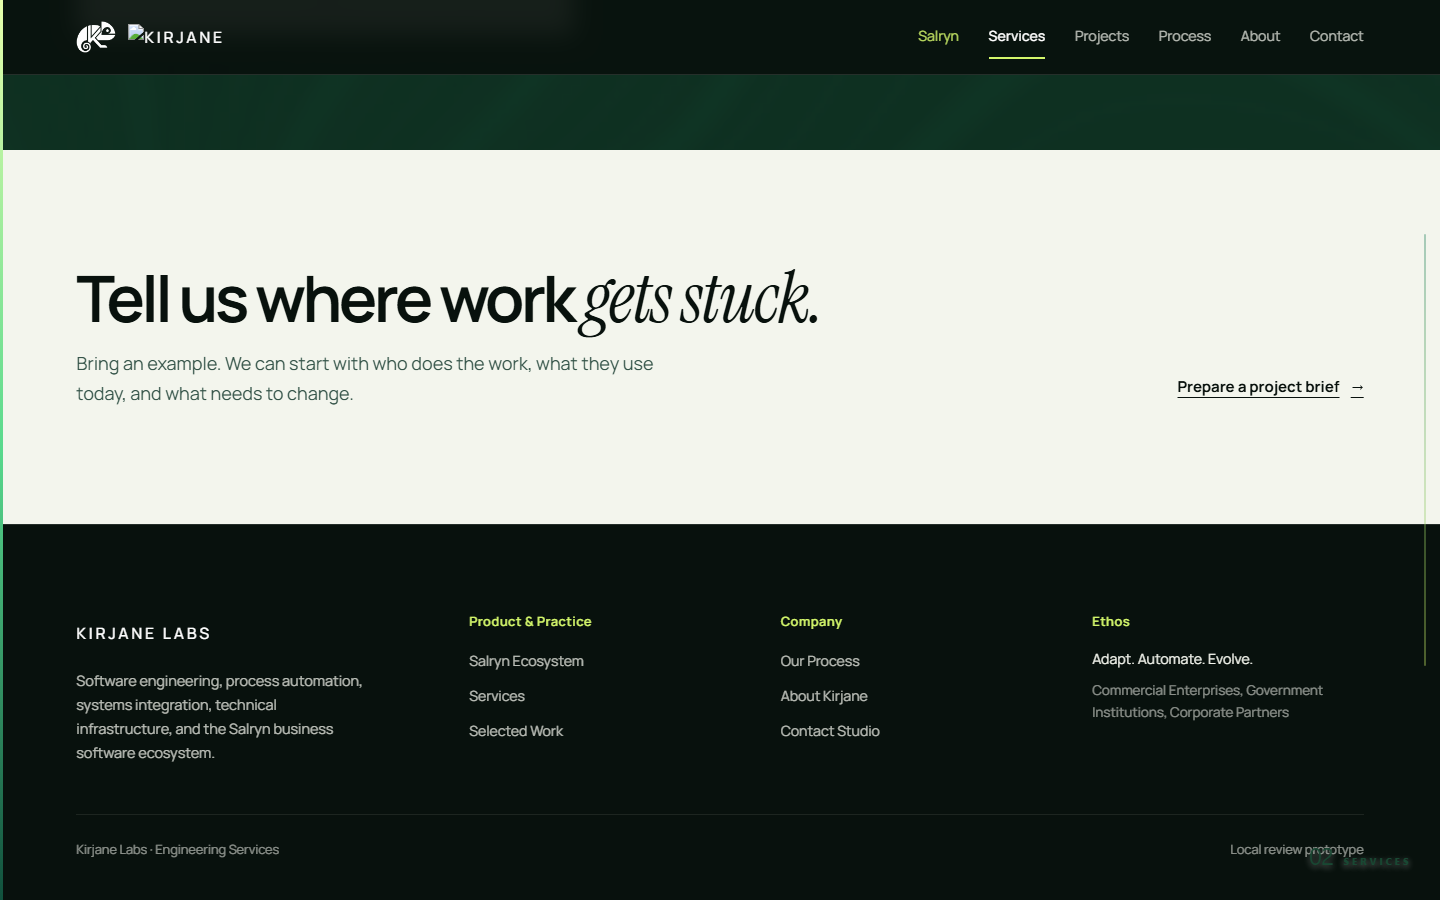 KIRJANE
Salryn
Services
Projects
Process
About
Contact
Tell us where work gets stuck.
Bring an example. We can start with who does the work, what they use
today, and what needs to change.
Prepare a project brief →
KIRJANE LABS
Software engineering, process automation,
systems integration, technical
infrastructure, and the Salryn business
software ecosystem.
Product & Practice
Salryn Ecosystem
Services
Selected Work
Company
Our Process
About Kirjane
Contact Studio
Ethos
Adapt. Automate. Evolve.
Commercial Enterprises, Government
Institutions, Corporate Partners
Kirjane Labs · Engineering Services
Local review prototype
02 SERVICES